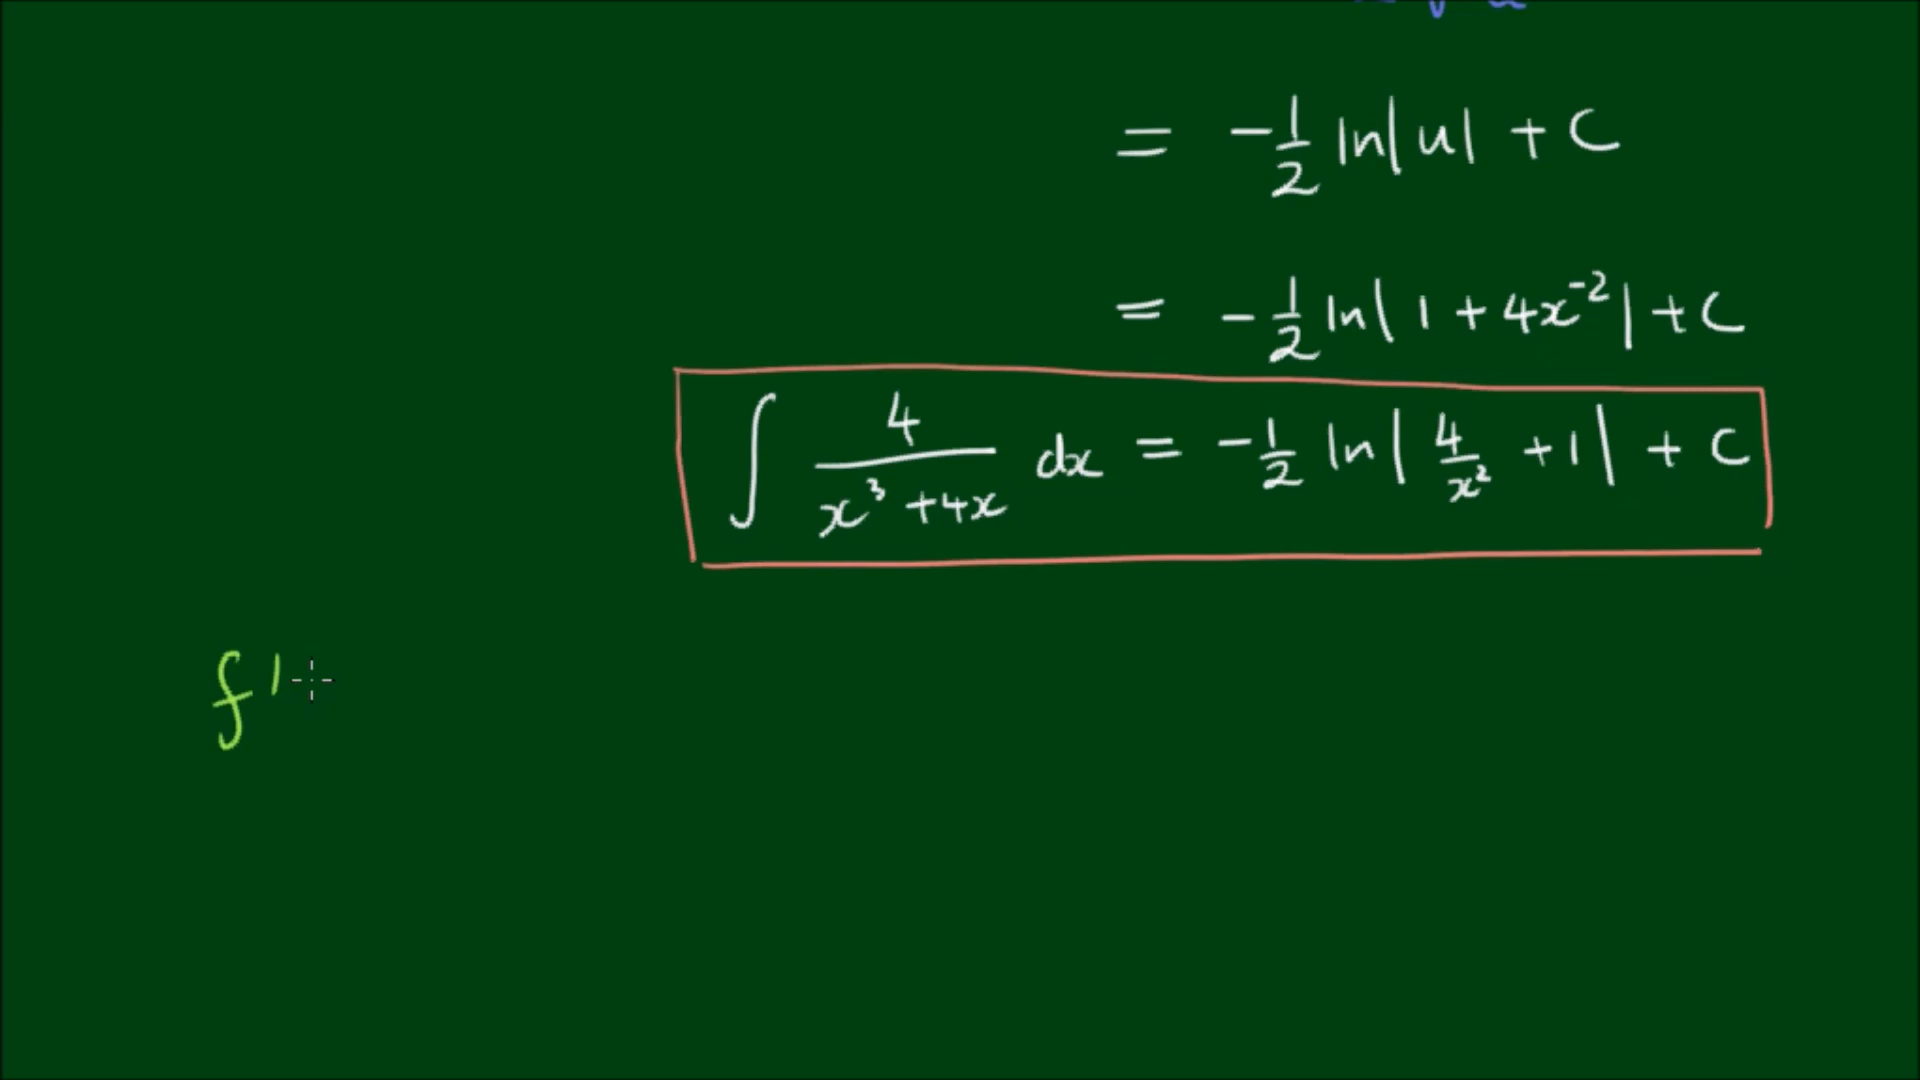 = -1/2 ln|u| + C
= -1/2 ln|1 + 4x⁻²| + C
∫ 4/(x³ + 4x) dx = -1/2 ln|4/x² + 1| + C
f'